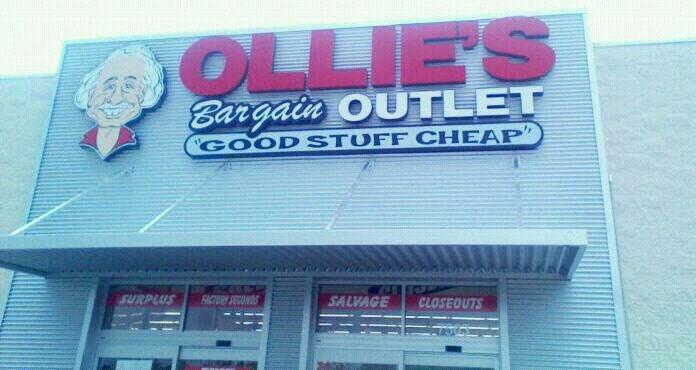 OLLIE'S
Bargain OUTLET
"GOOD STUFF CHEAP"
SURPLUS FACTORY SECONDS SALVAGE CLOSEOUTS